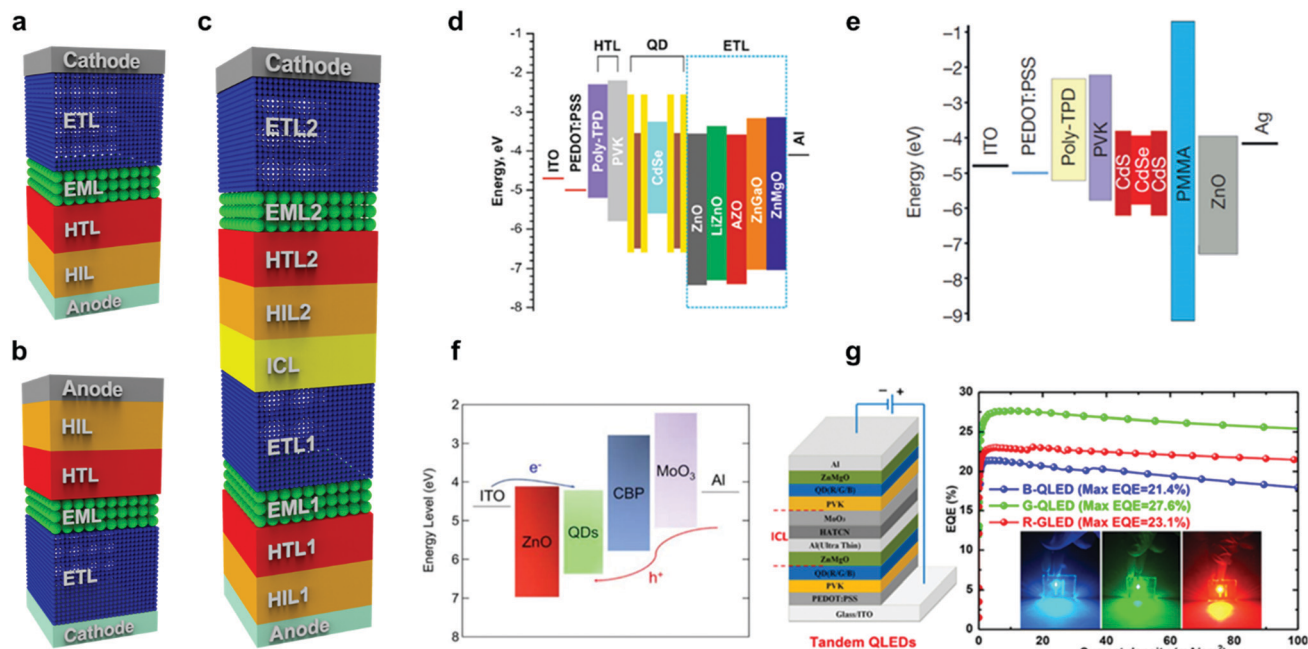 a
Cathode
ETL
EML
HTL
HIL
Anode
b
Anode
HIL
HTL
EML
ETL
Cathode
c
Cathode
ETL2
EML2
HTL2
HIL2
ICL
ETL1
EML1
HTL1
HIL1
Anode
d
HTL
QD
ETL
-1
-2
-3
-4
-5
-6
-7
-8
Energy, eV
ITO
PEDOT:PSS
Poly-TPD
PVK
CdSe
ZnO
LiZnO
AZO
ZnGaO
ZnMgO
Al
e
–1
–2
–3
–4
–5
–6
–7
–8
–9
Energy (eV)
ITO
PEDOT:PSS
Poly-TPD
PVK
CdS
CdSe
CdS
PMMA
ZnO
Ag
f
2
3
4
5
6
7
8
Energy Level (eV)
e-
ITO
ZnO
QDs
CBP
MoO3
Al
h+
g
− +
Al
ZnMgO
QD(R/G/B)
PVK
MoO3
HATCN
Al(Ultra Thin)
ZnMgO
QD(R/G/B)
PVK
PEDOT:PSS
Glass/ITO
ICL
Tandem QLEDs
30
25
20
15
10
5
0
EQE (%)
B-QLED (Max EQE=21.4%)
G-QLED (Max EQE=27.6%)
R-GLED (Max EQE=23.1%)
0 20 40 60 80 100